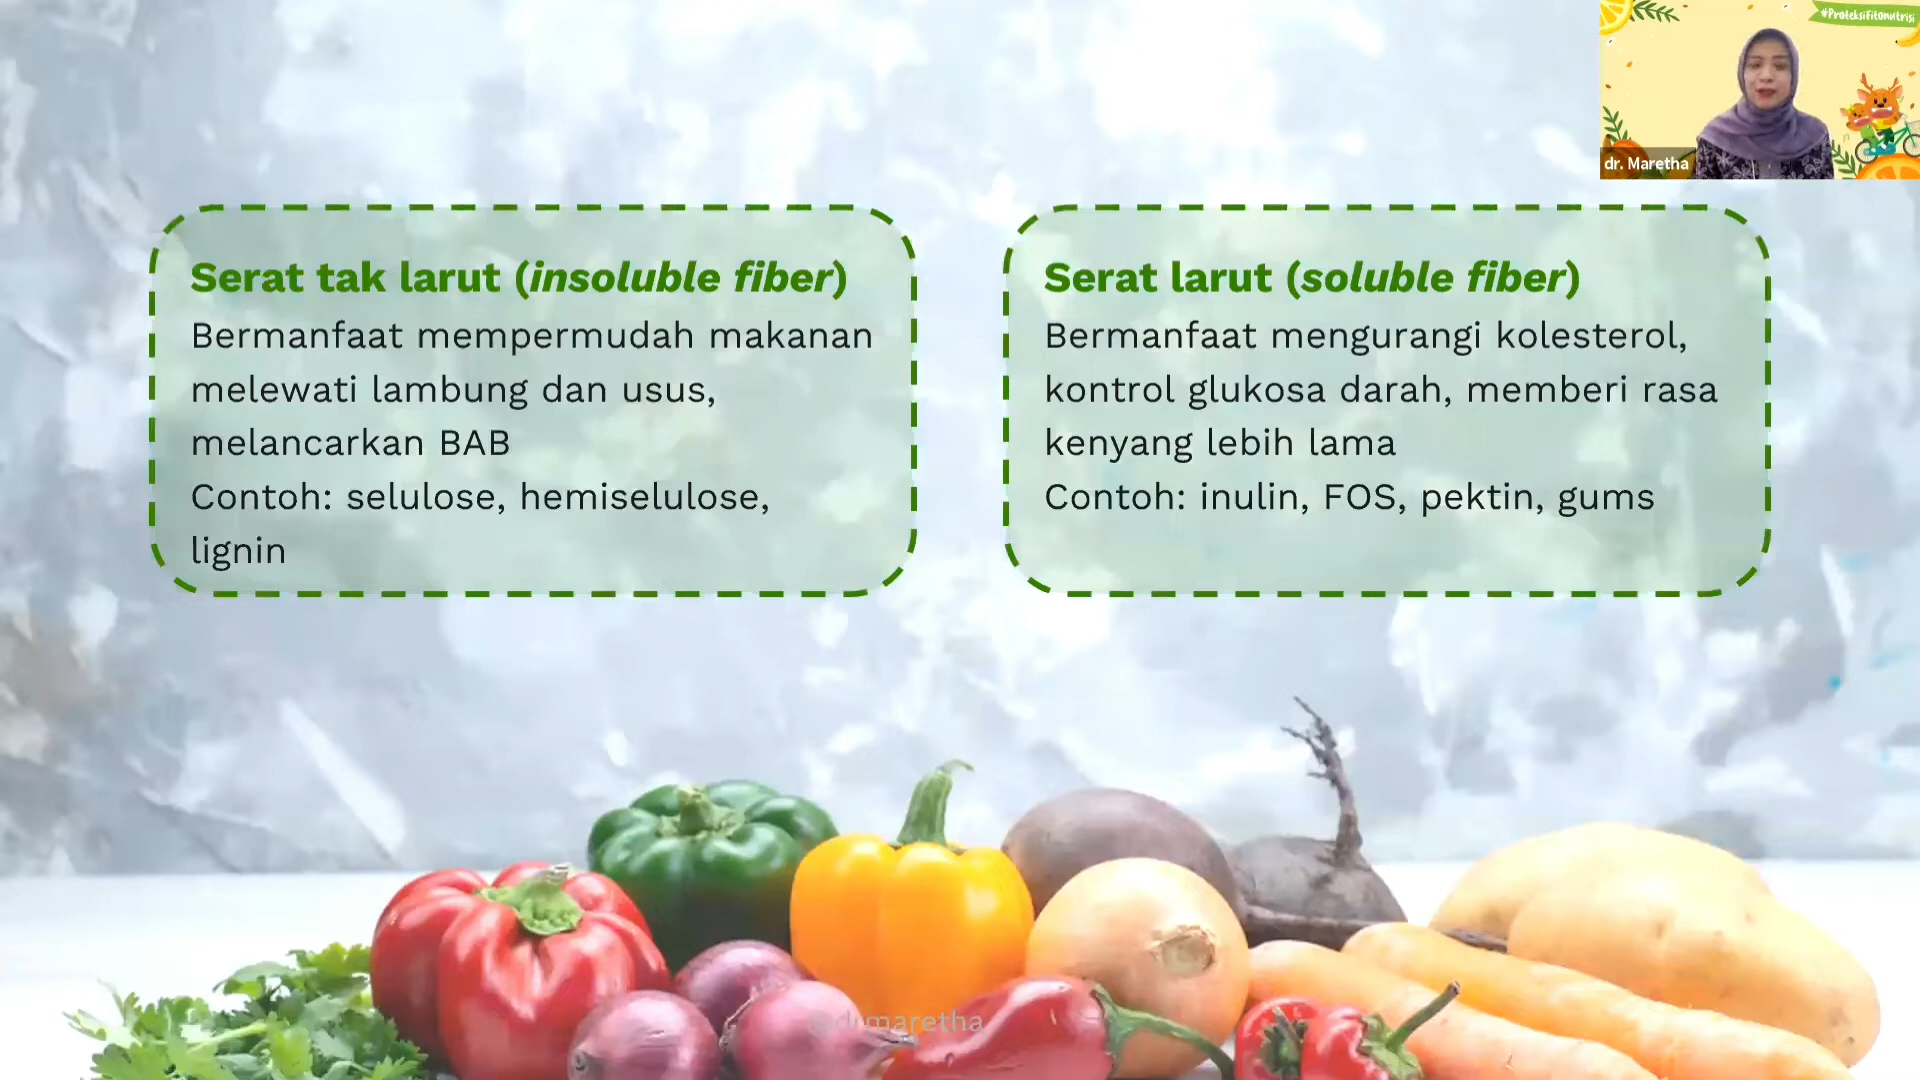 #ProteksiFitonutrisi
dr. Maretha
Serat tak larut (insoluble fiber)
Bermanfaat mempermudah makanan
melewati lambung dan usus,
melancarkan BAB
Contoh: selulose, hemiselulose,
lignin
Serat larut (soluble fiber)
Bermanfaat mengurangi kolesterol,
kontrol glukosa darah, memberi rasa
kenyang lebih lama
Contoh: inulin, FOS, pektin, gums
@drmaretha